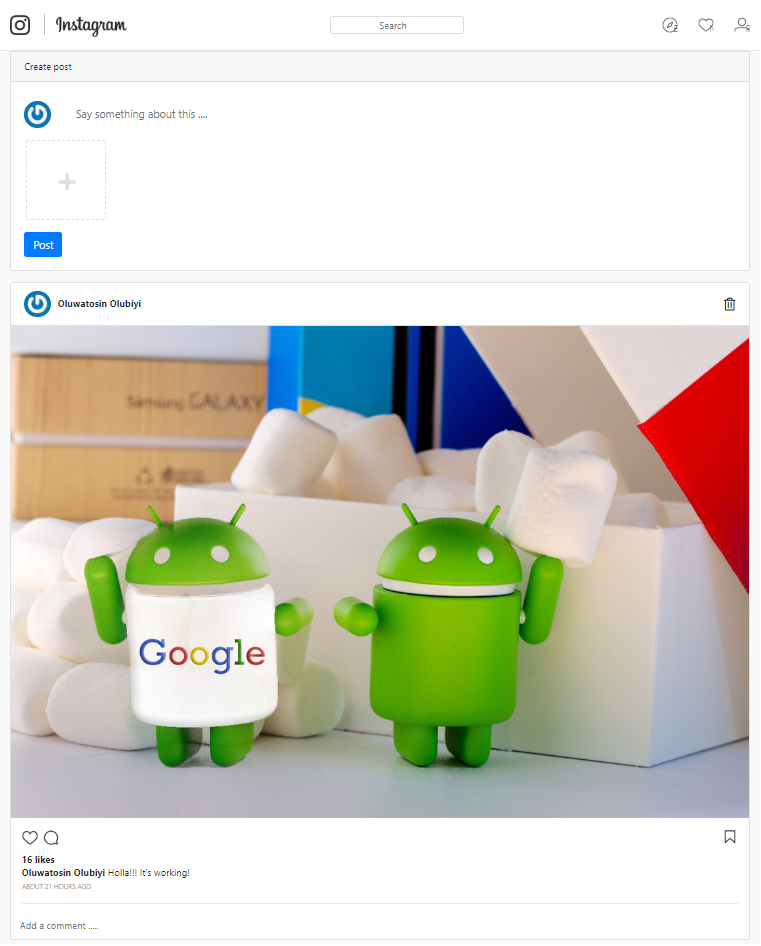 Instagram
Search
Create post
Say something about this ....
Post
Oluwatosin Olubiyi
Samsung GALAXY
Google
16 likes
Oluwatosin Olubiyi Holla!!! It's working!
ABOUT 21 HOURS AGO
Add a comment .....